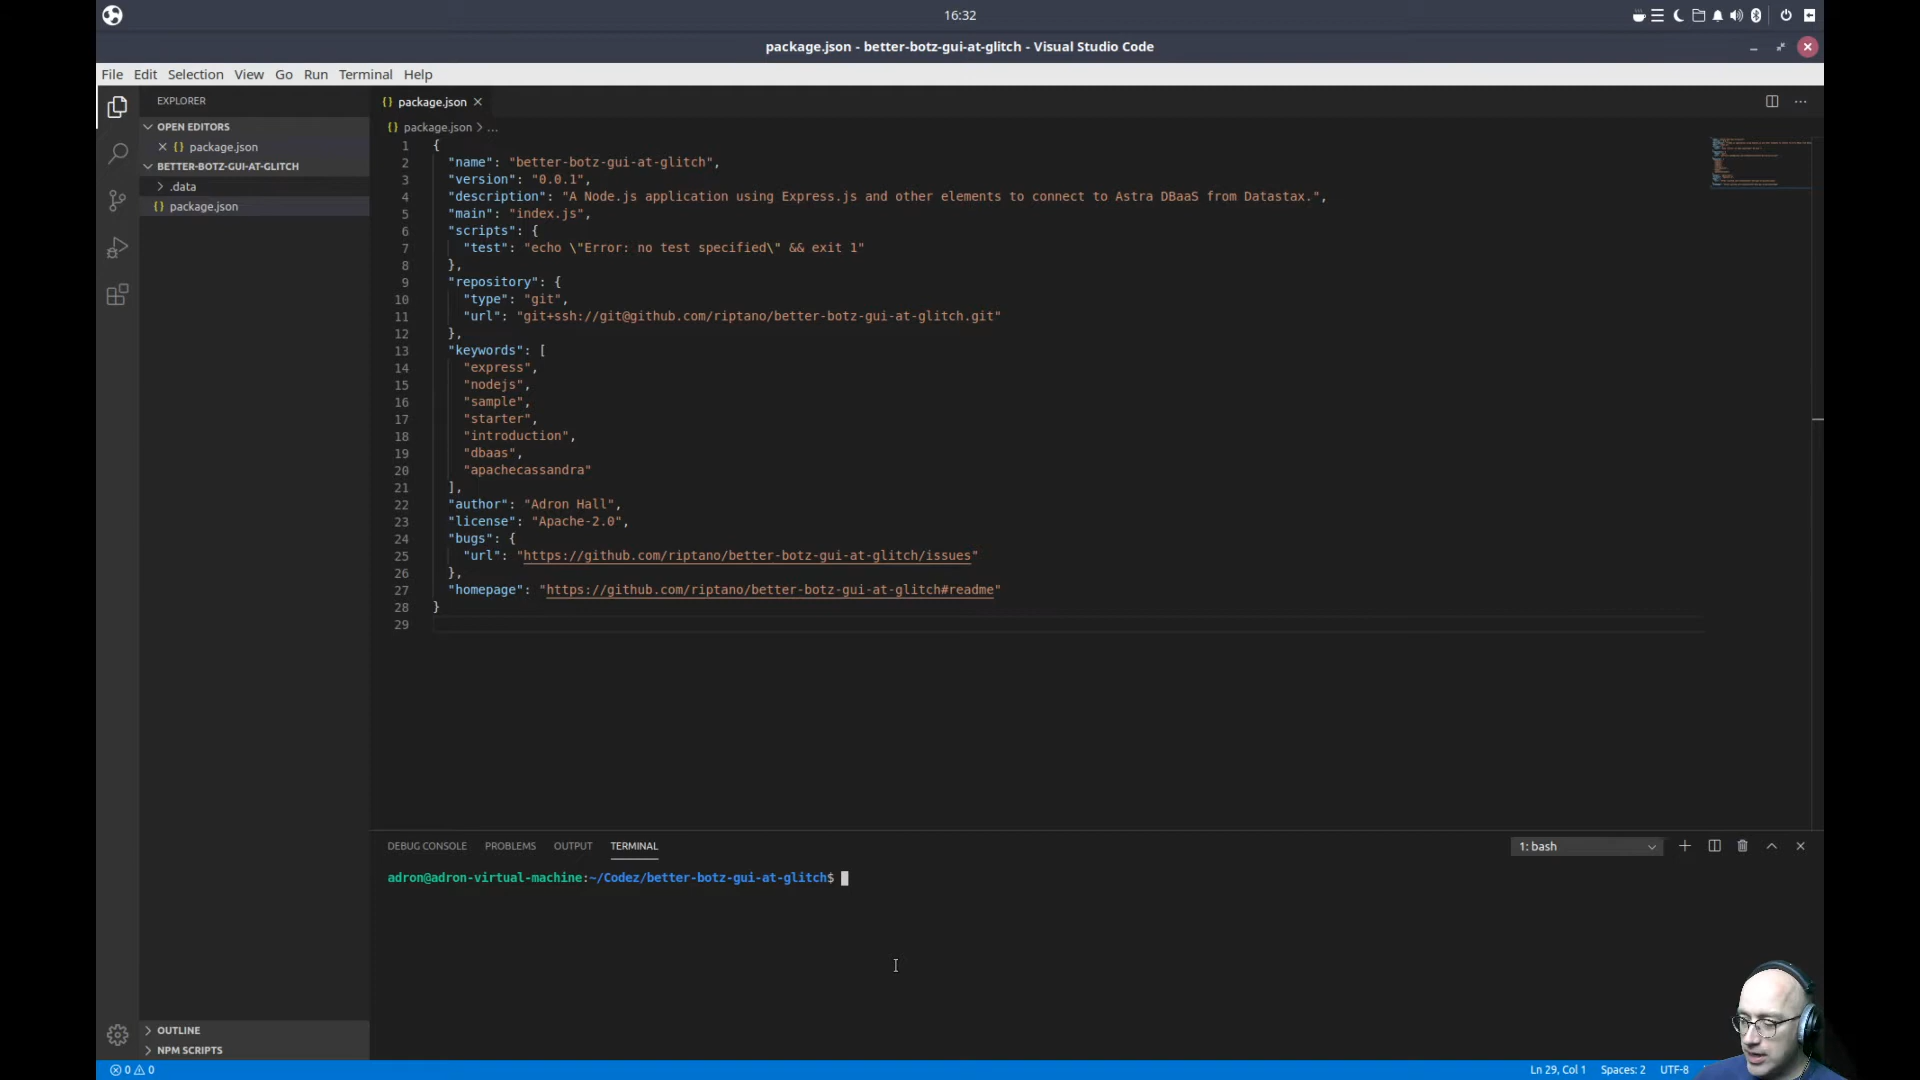 16:32
package.json - better-botz-gui-at-glitch - Visual Studio Code
File Edit Selection View Go Run Terminal Help
EXPLORER
OPEN EDITORS
package.json
BETTER-BOTZ-GUI-AT-GLITCH
.data
package.json
OUTLINE
NPM SCRIPTS
package.json
package.json > ...
1 {
2 "name": "better-botz-gui-at-glitch",
3 "version": "0.0.1",
4 "description": "A Node.js application using Express.js and other elements to connect to Astra DBaaS from Datastax.",
5 "main": "index.js",
6 "scripts": {
7 "test": "echo \"Error: no test specified\" && exit 1"
8 },
9 "repository": {
10 "type": "git",
11 "url": "git+ssh://git@github.com/riptano/better-botz-gui-at-glitch.git"
12 },
13 "keywords": [
14 "express",
15 "nodejs",
16 "sample",
17 "starter",
18 "introduction",
19 "dbaas",
20 "apachecassandra"
21 ],
22 "author": "Adron Hall",
23 "license": "Apache-2.0",
24 "bugs": {
25 "url": "https://github.com/riptano/better-botz-gui-at-glitch/issues"
26 },
27 "homepage": "https://github.com/riptano/better-botz-gui-at-glitch#readme"
28 }
29
DEBUG CONSOLE PROBLEMS OUTPUT TERMINAL
1: bash
adron@adron-virtual-machine:~/Codez/better-botz-gui-at-glitch$
0 0
Ln 29, Col 1 Spaces: 2 UTF-8